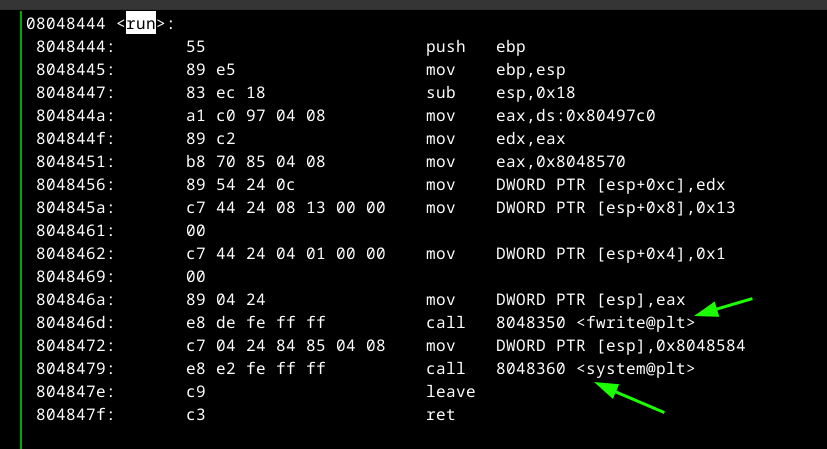 08048444 <run>:
8048444: 55 push ebp
8048445: 89 e5 mov ebp,esp
8048447: 83 ec 18 sub esp,0x18
804844a: a1 c0 97 04 08 mov eax,ds:0x80497c0
804844f: 89 c2 mov edx,eax
8048451: b8 70 85 04 08 mov eax,0x8048570
8048456: 89 54 24 0c mov DWORD PTR [esp+0xc],edx
804845a: c7 44 24 08 13 00 00 mov DWORD PTR [esp+0x8],0x13
8048461: 00
8048462: c7 44 24 04 01 00 00 mov DWORD PTR [esp+0x4],0x1
8048469: 00
804846a: 89 04 24 mov DWORD PTR [esp],eax
804846d: e8 de fe ff ff call 8048350 <fwrite@plt>
8048472: c7 04 24 84 85 04 08 mov DWORD PTR [esp],0x8048584
8048479: e8 e2 fe ff ff call 8048360 <system@plt>
804847e: c9 leave
804847f: c3 ret